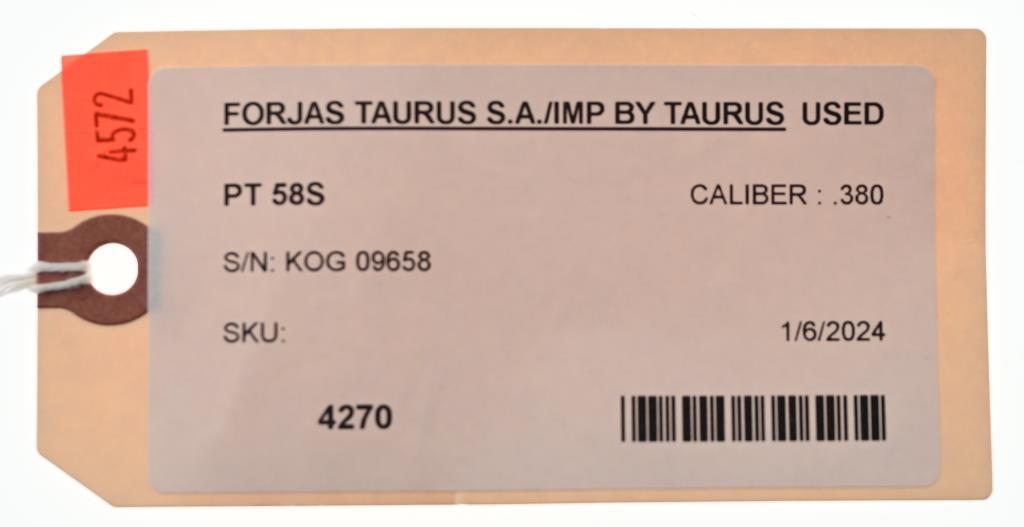 4572
FORJAS TAURUS S.A./IMP BY TAURUS USED
PT 58S CALIBER : .380
S/N: KOG 09658
SKU: 1/6/2024
4270